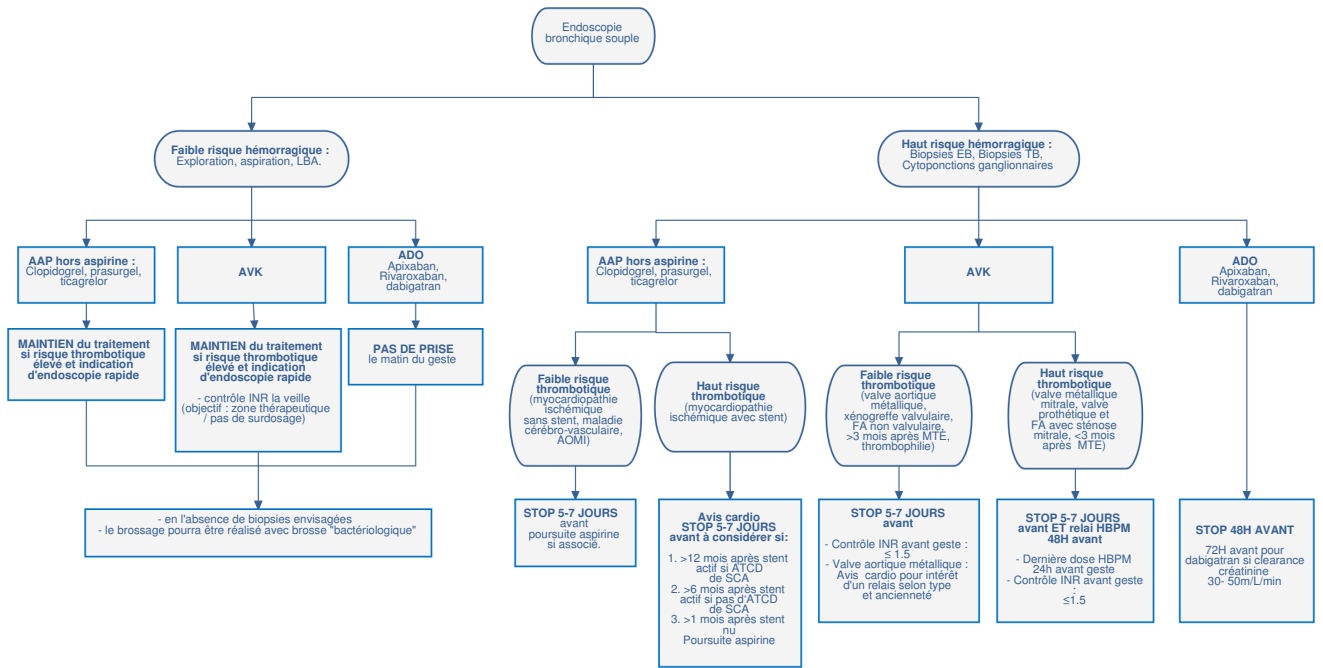 Endoscopie
bronchique souple
Faible risque hémorragique :
Exploration, aspiration, LBA.
Haut risque hémorragique :
Biopsies EB, Biopsies TB,
Cytoponctions ganglionnaires
AAP hors aspirine :
Clopidogrel, prasurgel,
ticagrelor
AVK
ADO
Apixaban,
Rivaroxaban,
dabigatran
AAP hors aspirine :
Clopidogrel, prasurgel,
ticagrélor
AVK
ADO
Apixaban,
Rivaroxaban,
dabigatran
MAINTIEN du traitement
si risque thrombotique
élevé et indication
d'endoscopie rapide
MAINTIEN du traitement
si risque thrombotique
élevé et indication
d'endoscopie rapide
- contrôle INR la veille
(objectif : zone thérapeutique
/ pas de surdosage)
PAS DE PRISE
le matin du geste
Faible risque
thrombotique
(myocardiopathie
ischémique
sans stent, maladie
cérébro-vasculaire,
AOMI)
Haut risque
thrombotique
(myocardiopathie
ischémique avec stent)
Faible risque
thrombotique
(valve aortique
métallique,
xénogreffe valvulaire,
FA non valvulaire,
>3 mois après MTE,
thrombophilie)
Haut risque
thrombotique
(valve métallique
mitrale, valve
prothétique et
FA avec sténose
mitrale, <3 mois
après MTE)
- en l'absence de biopsies envisagées
- le brossage pourra être réalisé avec brosse "bactériologique"
STOP 5-7 JOURS
avant
poursuite aspirine
si associé.
Avis cardio
STOP 5-7 JOURS
avant à considérer si:
1. >12 mois après stent
actif si ATCD
de SCA
2. >6 mois après stent
actif si pas d'ATCD
de SCA
3. >1 mois après stent
nu
Poursuite aspirine
STOP 5-7 JOURS
avant
- Contrôle INR avant geste :
≤ 1.5
- Valve aortique métallique :
Avis cardio pour intérêt
d'un relais selon type
et ancienneté
STOP 5-7 JOURS
avant ET relai HBPM
48H avant
- Dernière dose HBPM
24h avant geste
- Contrôle INR avant geste
:
≤1.5
STOP 48H AVANT
72H avant pour
dabigatran si clearance
créatinine
30- 50m/L/min